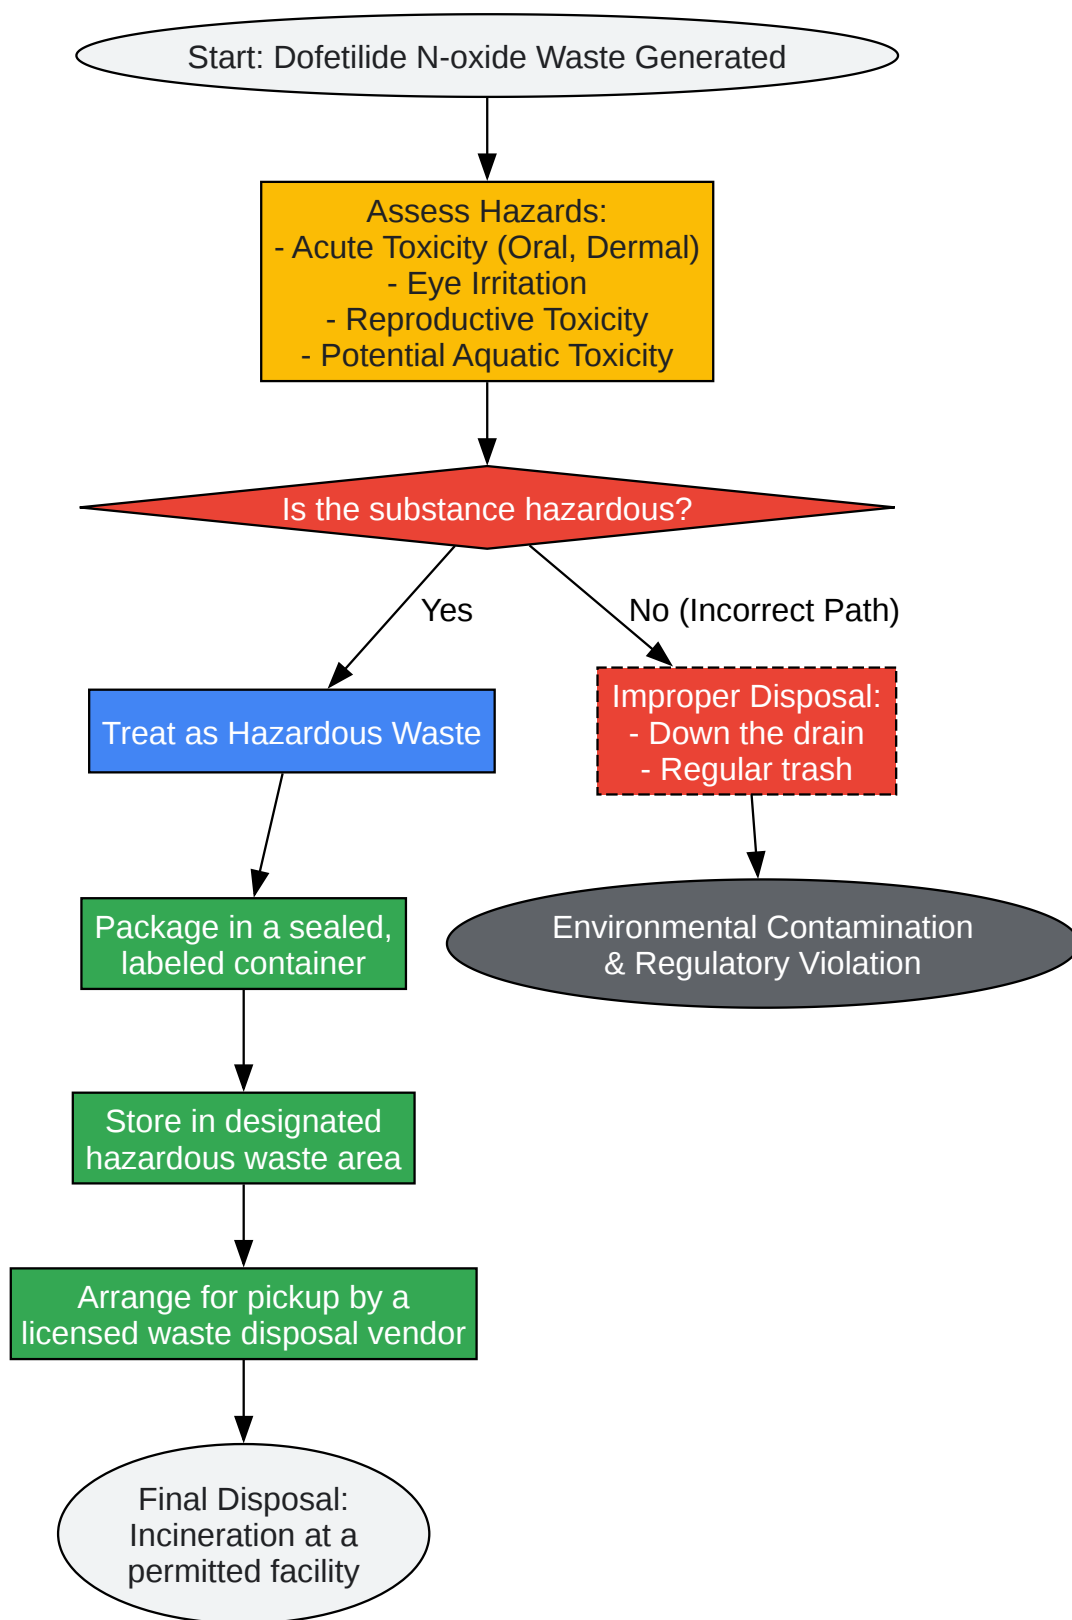 Start: Dofetilide N-oxide Waste Generated
Assess Hazards:
- Acute Toxicity (Oral, Dermal)
- Eye Irritation
- Reproductive Toxicity
- Potential Aquatic Toxicity
Is the substance hazardous?
Yes
No (Incorrect Path)
Treat as Hazardous Waste
Improper Disposal:
- Down the drain
- Regular trash
Package in a sealed,
labeled container
Environmental Contamination
& Regulatory Violation
Store in designated
hazardous waste area
Arrange for pickup by a
licensed waste disposal vendor
Final Disposal:
Incineration at a
permitted facility